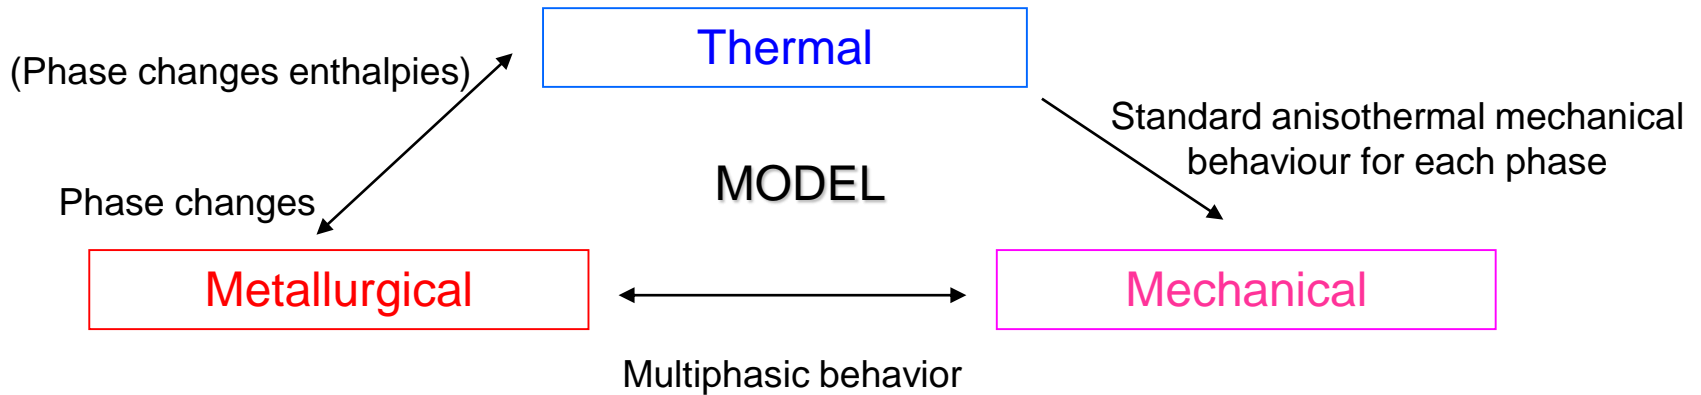 Thermal
(Phase changes enthalpies)
Standard anisothermal mechanical
behaviour for each phase
MODEL
Phase changes
Metallurgical
Mechanical
Multiphasic behavior